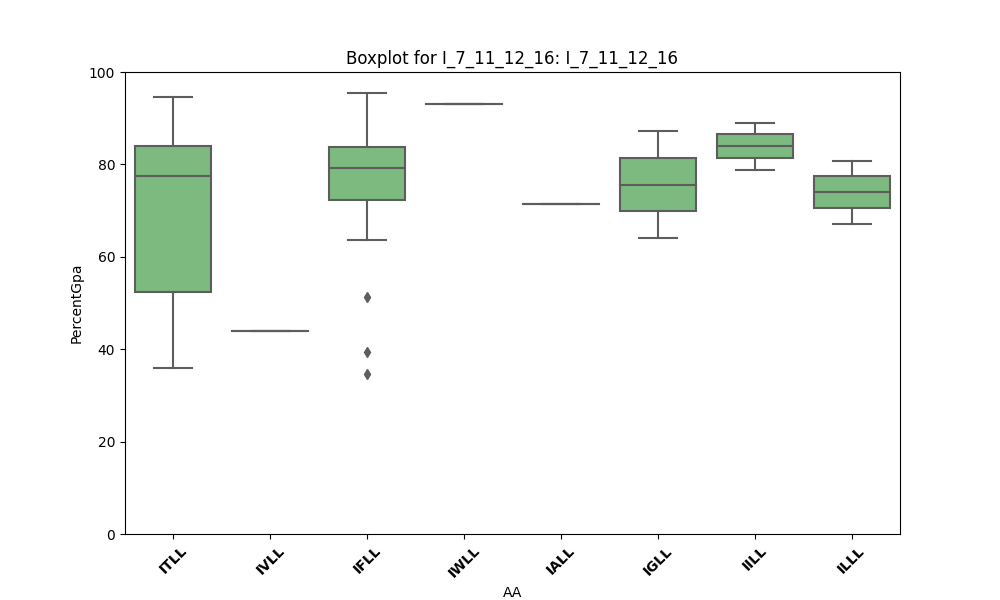 Boxplot for I_7_11_12_16: I_7_11_12_16
100
80
60
40
20
0
PercentGpa
ITLL
IVLL
IFLL
IWLL
IALL
IGLL
IILL
ILLL
AA